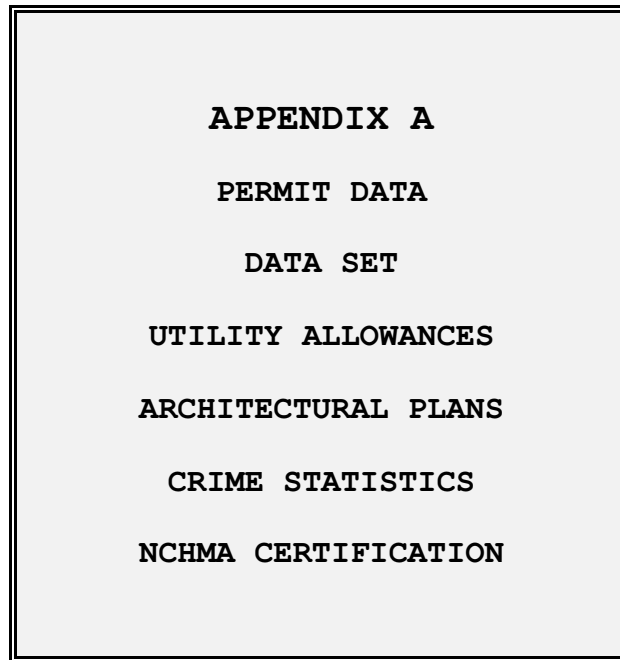 APPENDIX A
PERMIT DATA
DATA SET
UTILITY ALLOWANCES
ARCHITECTURAL PLANS
CRIME STATISTICS
NCHMA CERTIFICATION